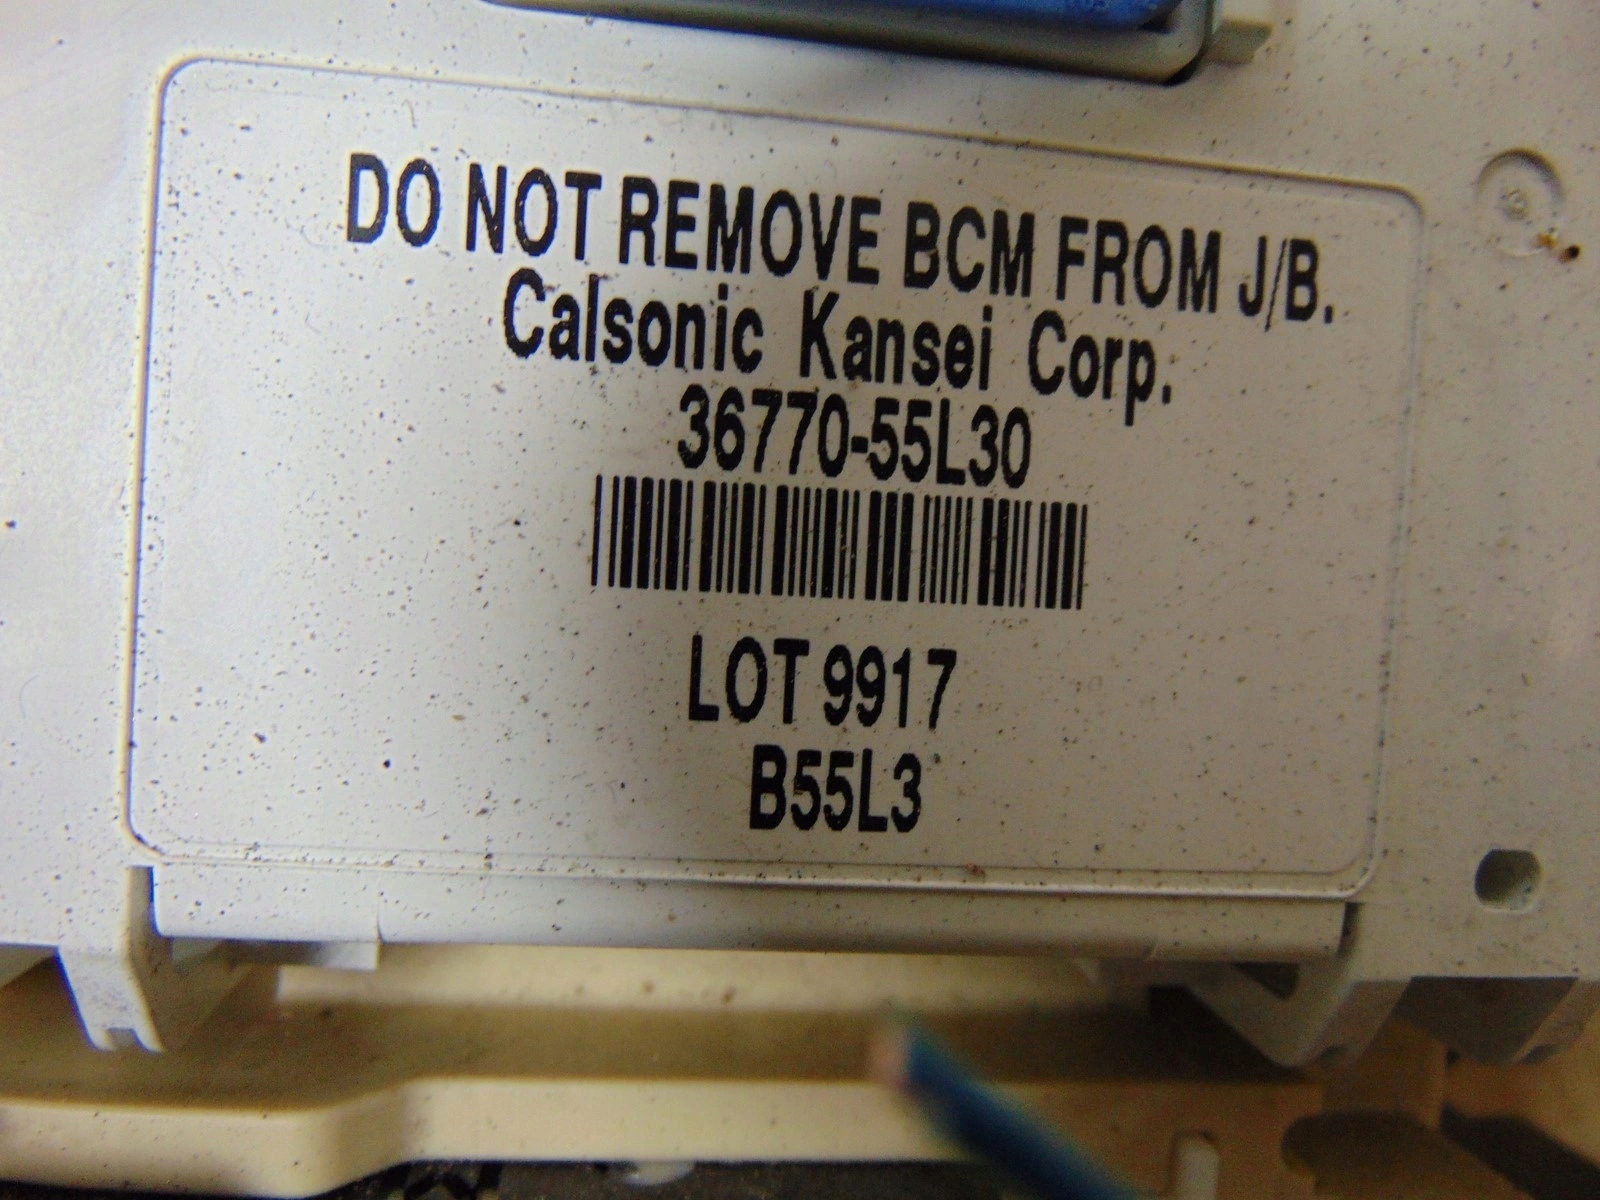 DO NOT REMOVE BCM FROM J/B.
Calsonic Kansei Corp.
36770-55L30
LOT 9917
B55L3